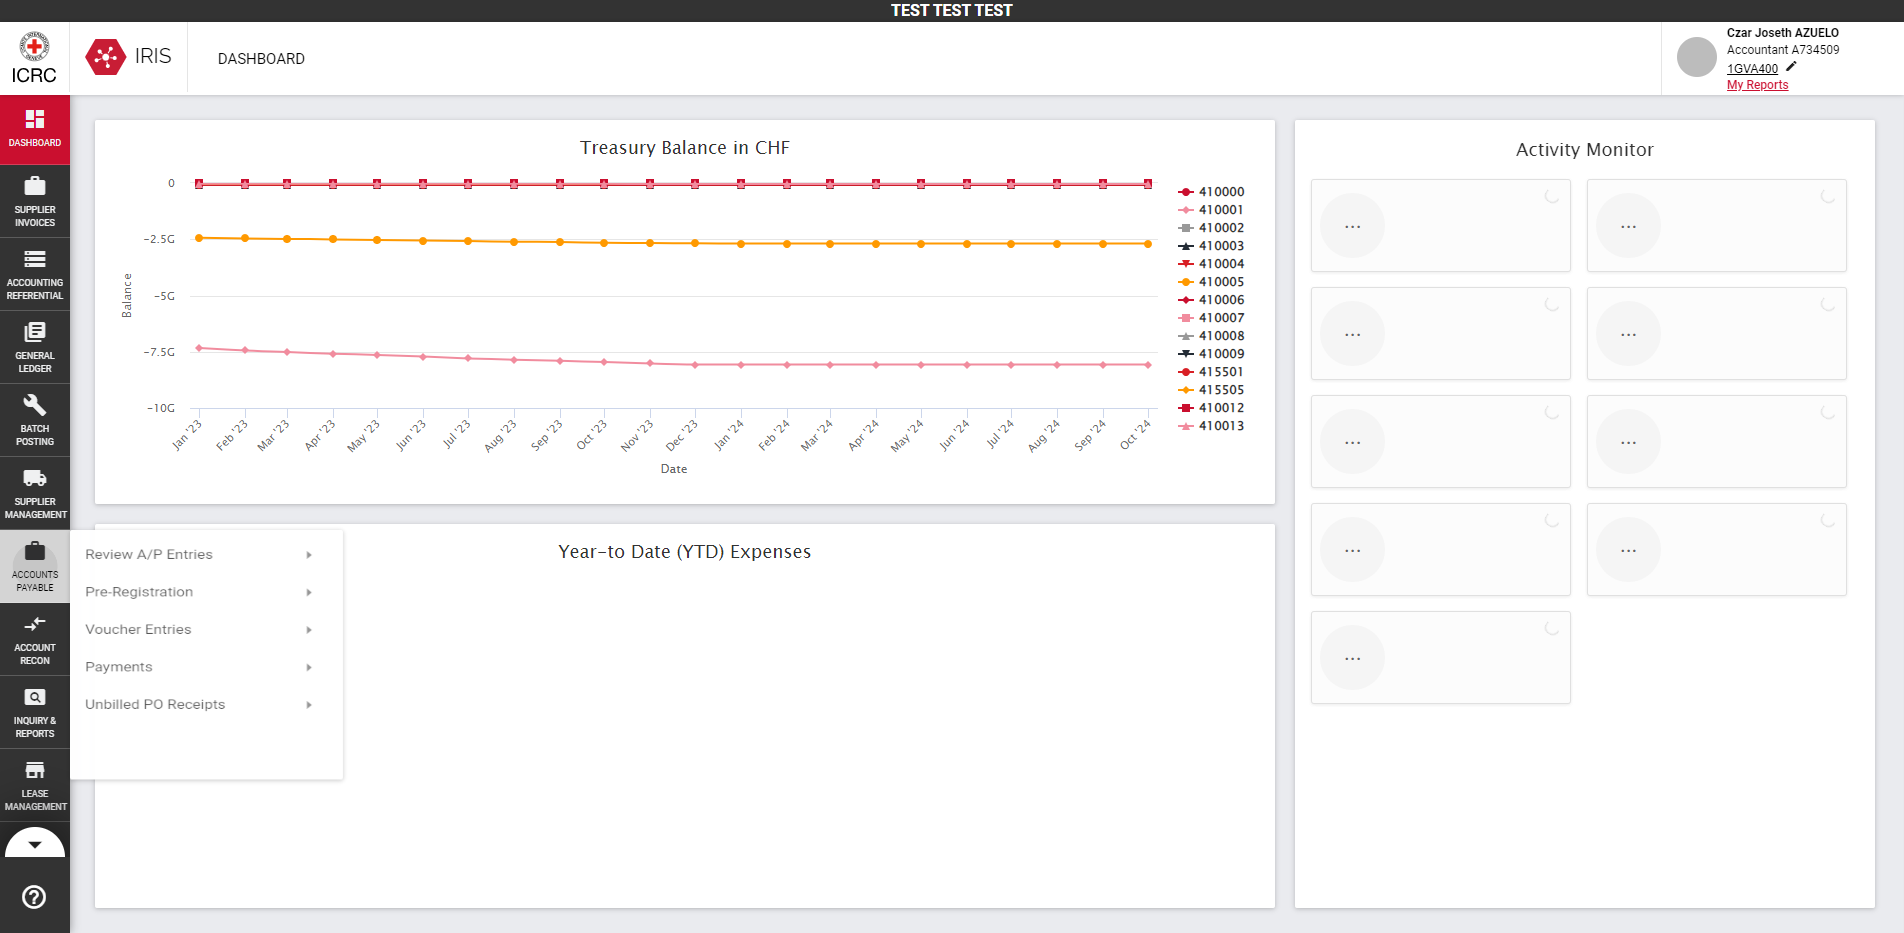 TEST TEST TEST
ICRC
IRIS
DASHBOARD
Czar Joseth AZUELO
Accountant A734509
1GVA400
My Reports
DASHBOARD
SUPPLIER
INVOICES
ACCOUNTING
REFERENTIAL
GENERAL
LEDGER
BATCH
POSTING
SUPPLIER
MANAGEMENT
ACCOUNTS
PAYABLE
ACCOUNT
RECON
INQUIRY &
REPORTS
LEASE
MANAGEMENT
Review A/P Entries
Pre-Registration
Voucher Entries
Payments
Unbilled PO Receipts
Treasury Balance in CHF
0
-2.5G
-5G
-7.5G
-10G
Balance
Jan '23
Feb '23
Mar '23
Apr '23
May '23
Jun '23
Jul '23
Aug '23
Sep '23
Oct '23
Nov '23
Dec '23
Jan '24
Feb '24
Mar '24
Apr '24
May '24
Jun '24
Jul '24
Aug '24
Sep '24
Oct '24
Date
410000
410001
410002
410003
410004
410005
410006
410007
410008
410009
415501
415505
410012
410013
Year-to Date (YTD) Expenses
Activity Monitor
...
...
...
...
...
...
...
...
...